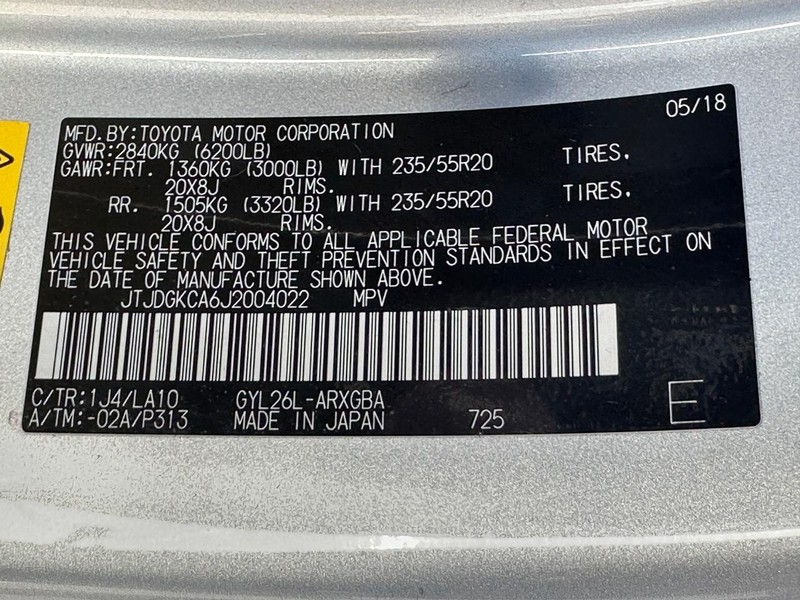 05/18
MFD.BY:TOYOTA MOTOR CORPORATION
GVWR:2840KG (6200LB)
GAWR:FRT. 1360KG (3000LB) WITH 235/55R20 TIRES,
20X8J RIMS.
RR. 1505KG (3320LB) WITH 235/55R20 TIRES,
20X8J RIMS.
THIS VEHICLE CONFORMS TO ALL APPLICABLE FEDERAL MOTOR
VEHICLE SAFETY AND THEFT PREVENTION STANDARDS IN EFFECT ON
THE DATE OF MANUFACTURE SHOWN ABOVE.
JTJDGKCA6J2004022 MPV
C/TR:1J4/LA10 GYL26L-ARXGBA
A/TM:-02A/P313 MADE IN JAPAN 725
E